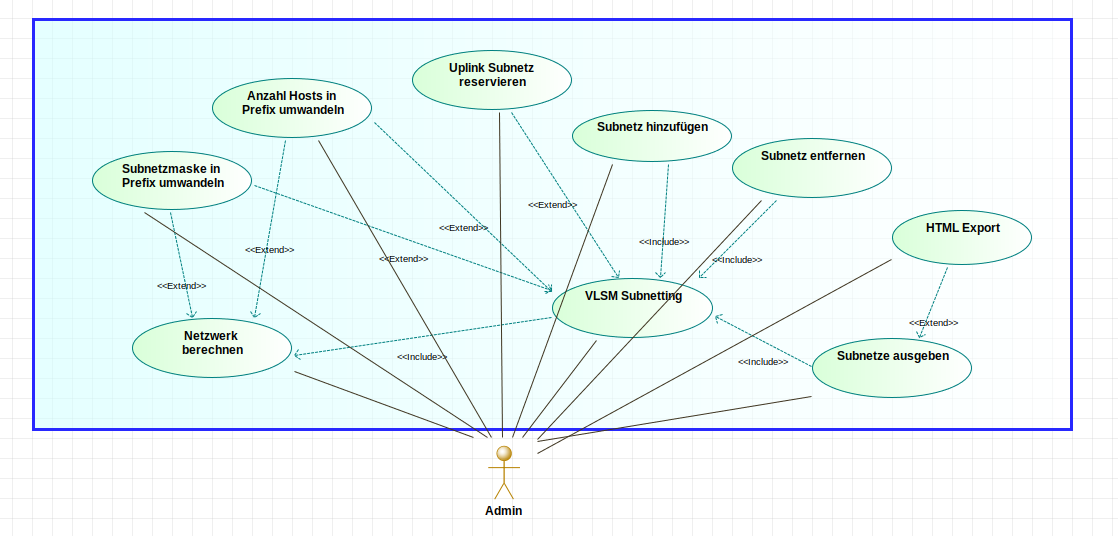 Uplink Subnetz
reservieren
Anzahl Hosts in
Prefix umwandeln
Subnetz hinzufügen
Subnetz entfernen
Subnetzmaske in
Prefix umwandeln
<<Extend>>
HTML Export
<<Extend>>
<<Include>>
<<Extend>>
<<Extend>>
<<Include>>
<<Extend>>
VLSM Subnetting
<<Extend>>
Netzwerk
berechnen
<<Include>>
<<Include>>
Subnetze ausgeben
Admin